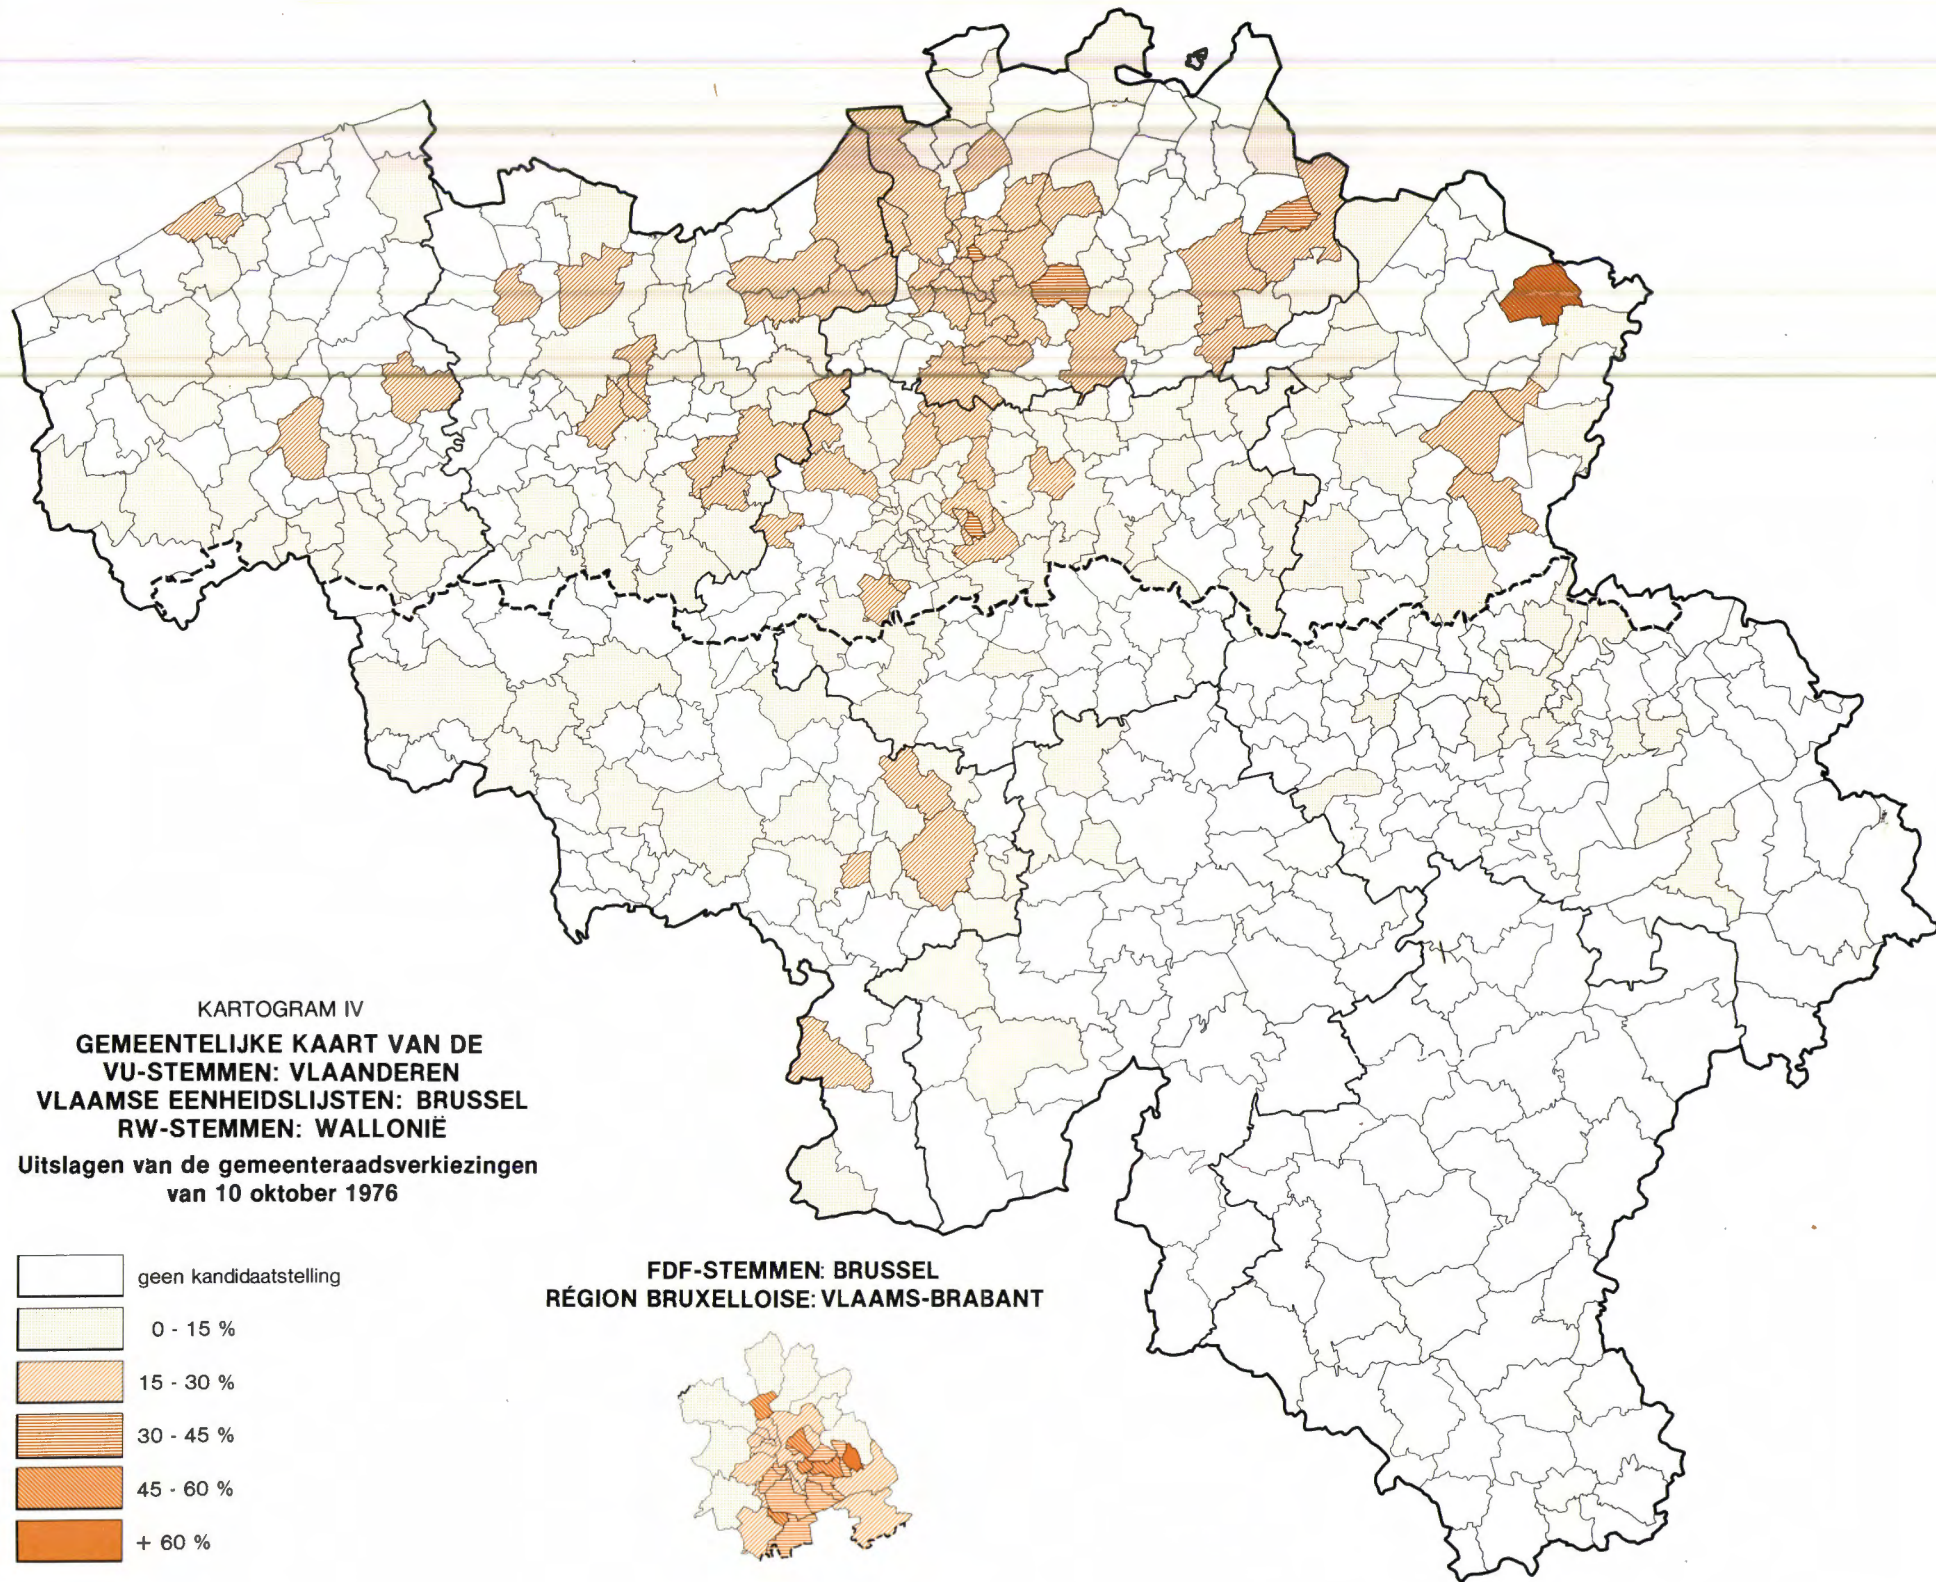 KARTOGRAM IV
GEMEENTELIJKE KAART VAN DE
VU-STEMMEN: VLAANDEREN
VLAAMSE EENHEIDSLIJSTEN: BRUSSEL
RW-STEMMEN: WALLONIË
Uitslagen van de gemeenteraadsverkiezingen
van 10 oktober 1976
geen kandidaatstelling
0 - 15 %
15 - 30 %
30 - 45 %
45 - 60 %
+ 60 %
FDF-STEMMEN: BRUSSEL
RÉGION BRUXELLOISE: VLAAMS-BRABANT